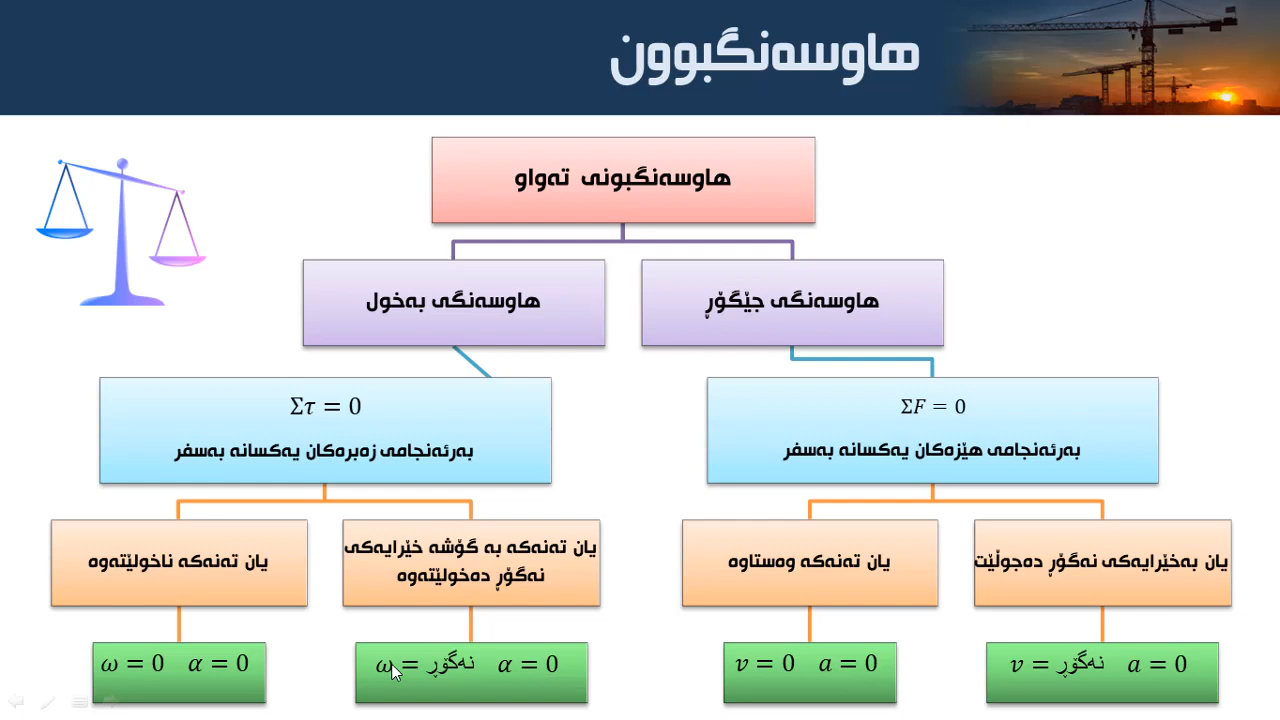 هاوسەنگبوون
هاوسەنگبونی تەواو
هاوسەنگی جێگۆڕ
هاوسەنگی بەخول
ΣF = 0
بەرئەنجامی هێزەکان یەکسانە بەسفر
Στ = 0
بەرئەنجامی زەبرەکان یەکسانە بەسفر
یان بەخێرایەکی نەگۆڕ دەجوڵێت
یان تەنەکە وەستاوە
یان تەنەکە بە گۆشە خێرایەکی
نەگۆڕ دەخولێتەوە
یان تەنەکە ناخولێتەوە
v = نەگۆڕ a = 0
v = 0 a = 0
ω = نەگۆڕ α = 0
ω = 0 α = 0